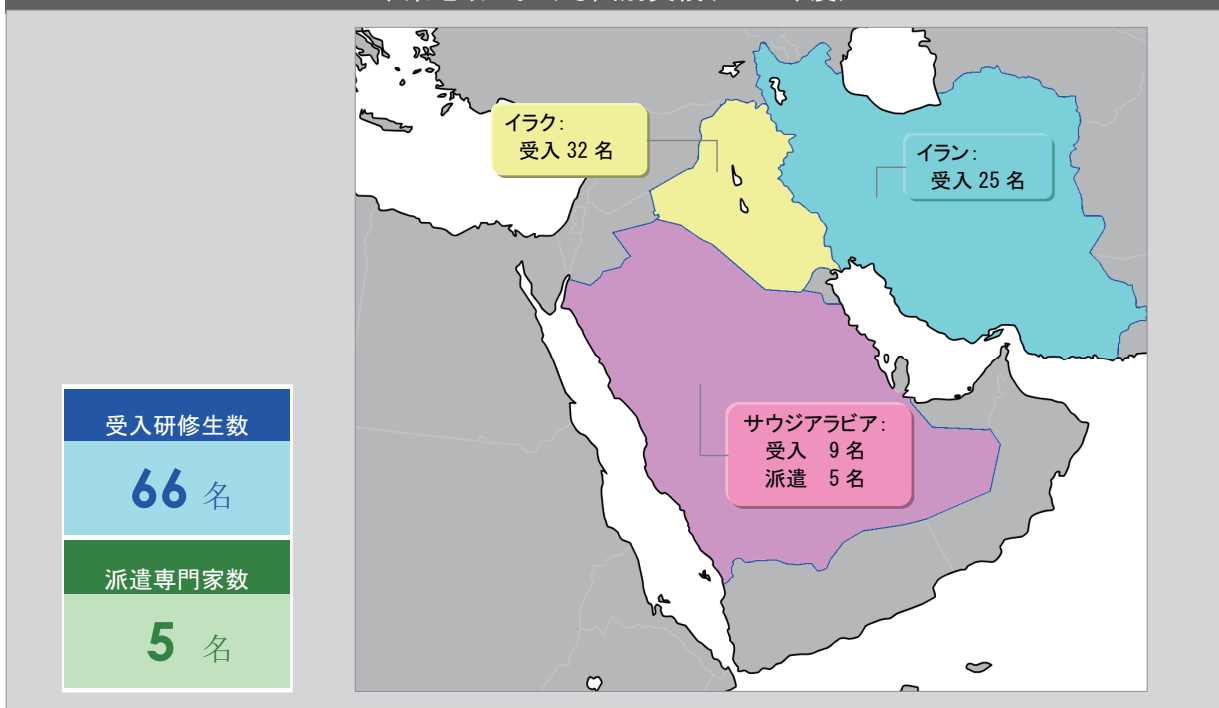 イラク:
受入 32 名
イラン:
受入 25 名
サウジアラビア:
受入 9 名
派遣 5 名
受入研修生数
66 名
派遣専門家数
5 名